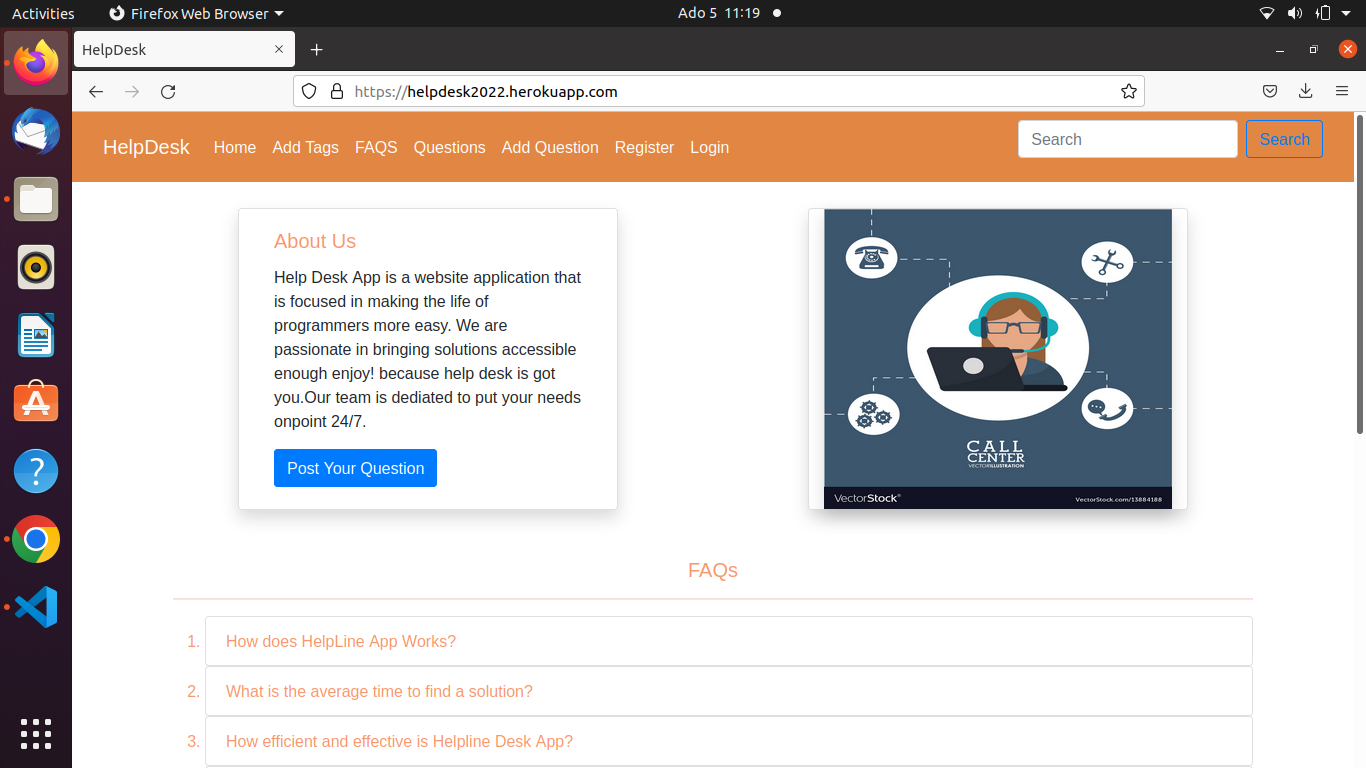 Activities
Firefox Web Browser
Ado 5 11:19
HelpDesk
https://helpdesk2022.herokuapp.com
HelpDesk Home Add Tags FAQS Questions Add Question Register Login
Search
Search
About Us
Help Desk App is a website application that
is focused in making the life of
programmers more easy. We are
passionate in bringing solutions accessible
enough enjoy! because help desk is got
you.Our team is dediated to put your needs
onpoint 24/7.
Post Your Question
CALL
CENTER
VECTOR ILLUSTRATION
VectorStock®
VectorStock.com/13884188
FAQs
1. How does HelpLine App Works?
2. What is the average time to find a solution?
3. How efficient and effective is Helpline Desk App?